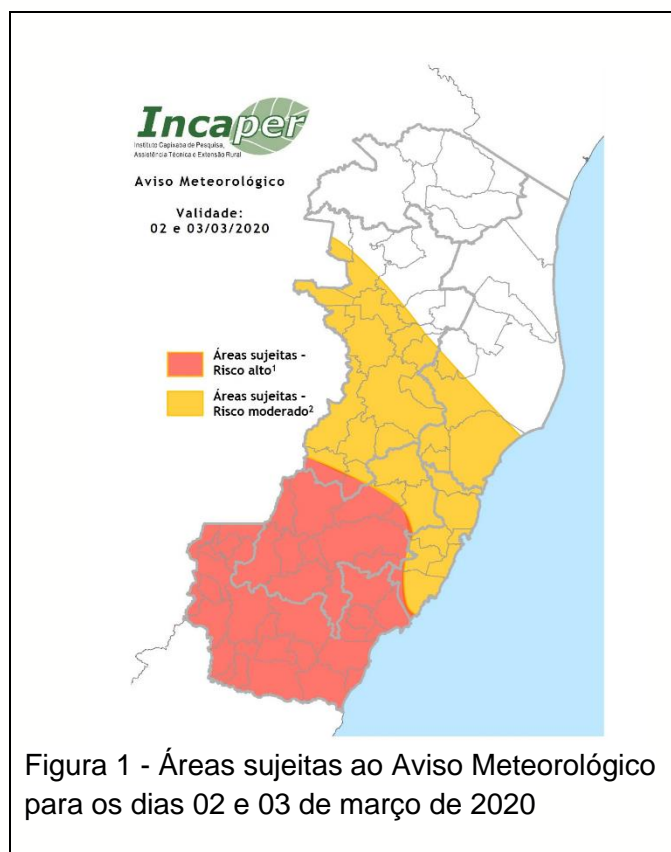 Incaper
Instituto Capixaba de Pesquisa,
Assistência Técnica e Extensão Rural
Aviso Meteorológico
Validade:
02 e 03/03/2020
Áreas sujeitas -
Risco alto¹
Áreas sujeitas -
Risco moderado²
Figura 1 - Áreas sujeitas ao Aviso Meteorológico
para os dias 02 e 03 de março de 2020